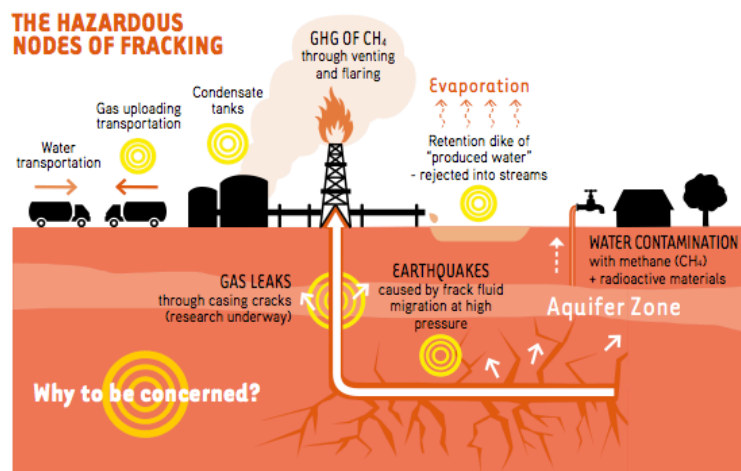 THE HAZARDOUS
NODES OF FRACKING
GHG OF CH₄
through venting
and flaring
Condensate
tanks
Gas uploading
transportation
Water
transportation
Evaporation
Retention dike of
"produced water"
- rejected into streams
WATER CONTAMINATION
with methane (CH₄)
+ radioactive materials
GAS LEAKS
through casing cracks
(research underway)
EARTHQUAKES
caused by frack fluid
migration at high
pressure
Aquifer Zone
Why to be concerned?